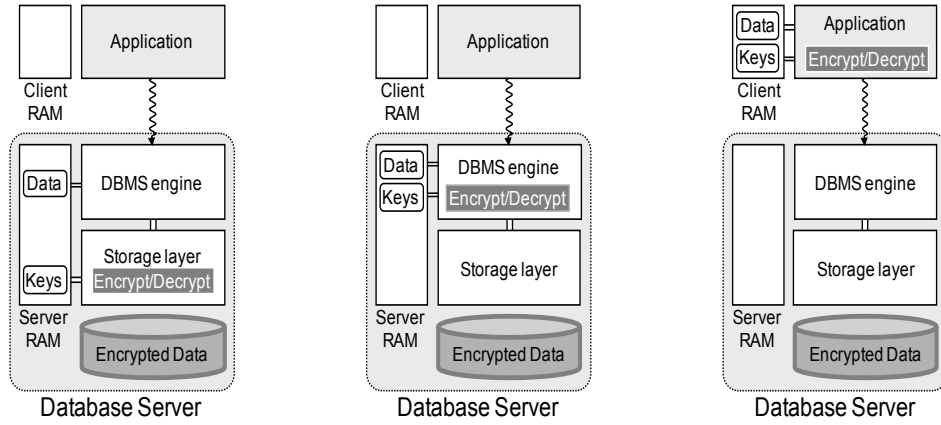 Application
Client
RAM
Data
DBMS engine
Storage layer
Keys
Encrypt/Decrypt
Server
RAM
Encrypted Data
Database Server
Application
Client
RAM
Data
DBMS engine
Keys
Encrypt/Decrypt
Storage layer
Server
RAM
Encrypted Data
Database Server
Data
Application
Keys
Encrypt/Decrypt
Client
RAM
DBMS engine
Storage layer
Server
RAM
Encrypted Data
Database Server